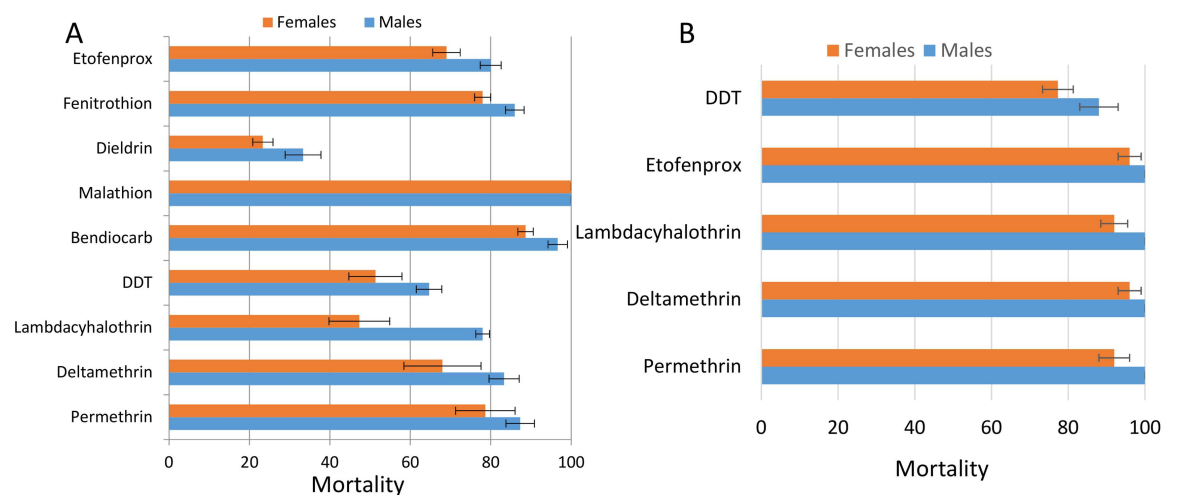 A
Females Males
Etofenprox
Fenitrothion
Dieldrin
Malathion
Bendiocarb
DDT
Lambdacyhalothrin
Deltamethrin
Permethrin
0 20 40 60 80 100
Mortality
B
Females Males
DDT
Etofenprox
Lambdacyhalothrin
Deltamethrin
Permethrin
0 20 40 60 80 100
Mortality